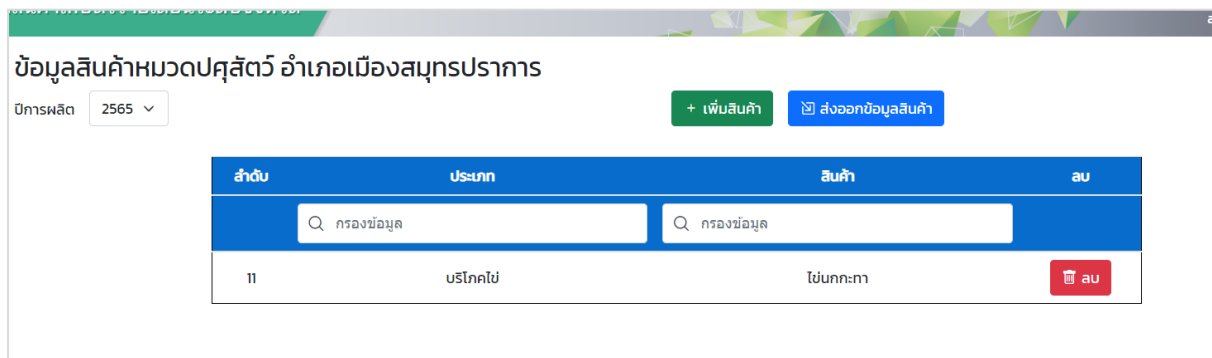 ข้อมูลสินค้าหมวดปศุสัตว์ อำเภอเมืองสมุทรปราการ
ปีการผลิต 2565 + เพิ่มสินค้า ส่งออกข้อมูลสินค้า
ลำดับ ประเภท สินค้า ลบ
กรองข้อมูล กรองข้อมูล
11 บริโภคไข่ ไข่นกกะทา ลบ